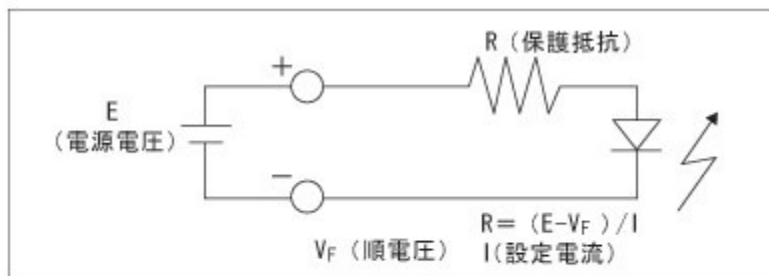 R (保護抵抗)
+
E
(電源電圧)
−
R= (E-VF )/I
VF (順電圧)
I(設定電流)